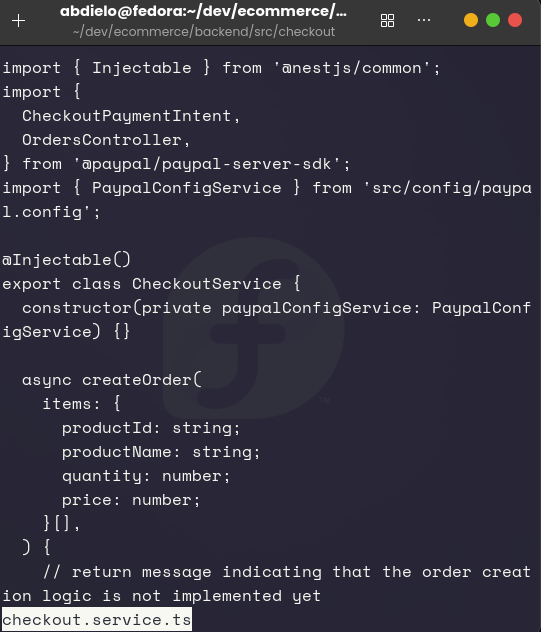 abdielo@fedora:~/dev/ecommerce/...
~/dev/ecommerce/backend/src/checkout
import { Injectable } from '@nestjs/common';
import {
  CheckoutPaymentIntent,
  OrdersController,
} from '@paypal/paypal-server-sdk';
import { PaypalConfigService } from 'src/config/paypa
l.config';

@Injectable()
export class CheckoutService {
  constructor(private paypalConfigService: PaypalConf
igService) {}

  async createOrder(
    items: {
      productId: string;
      productName: string;
      quantity: number;
      price: number;
    }[],
  ) {
    // return message indicating that the order creat
ion logic is not implemented yet
checkout.service.ts